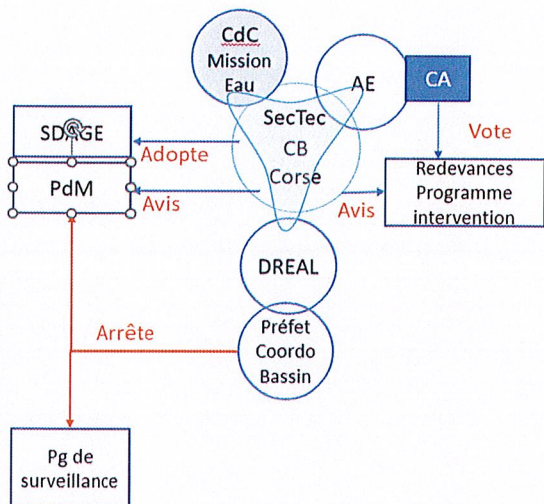 CdC
Mission
Eau
AE
CA
SecTec
CB
Corse
SDAGE
PdM
Adopte
Avis
Vote
Avis
Redevances
Programme
intervention
DREAL
Arrête
Préfet
Coordo
Bassin
Pg de
surveillance